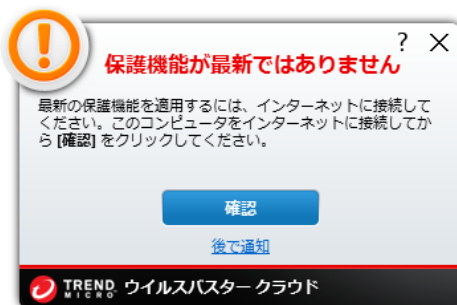 ? ×
保護機能が最新ではありません
最新の保護機能を適用するには、インターネットに接続して
ください。このコンピュータをインターネットに接続してか
ら [確認] をクリックしてください。
確認
後で通知
TREND MICRO ウイルスバスター クラウド